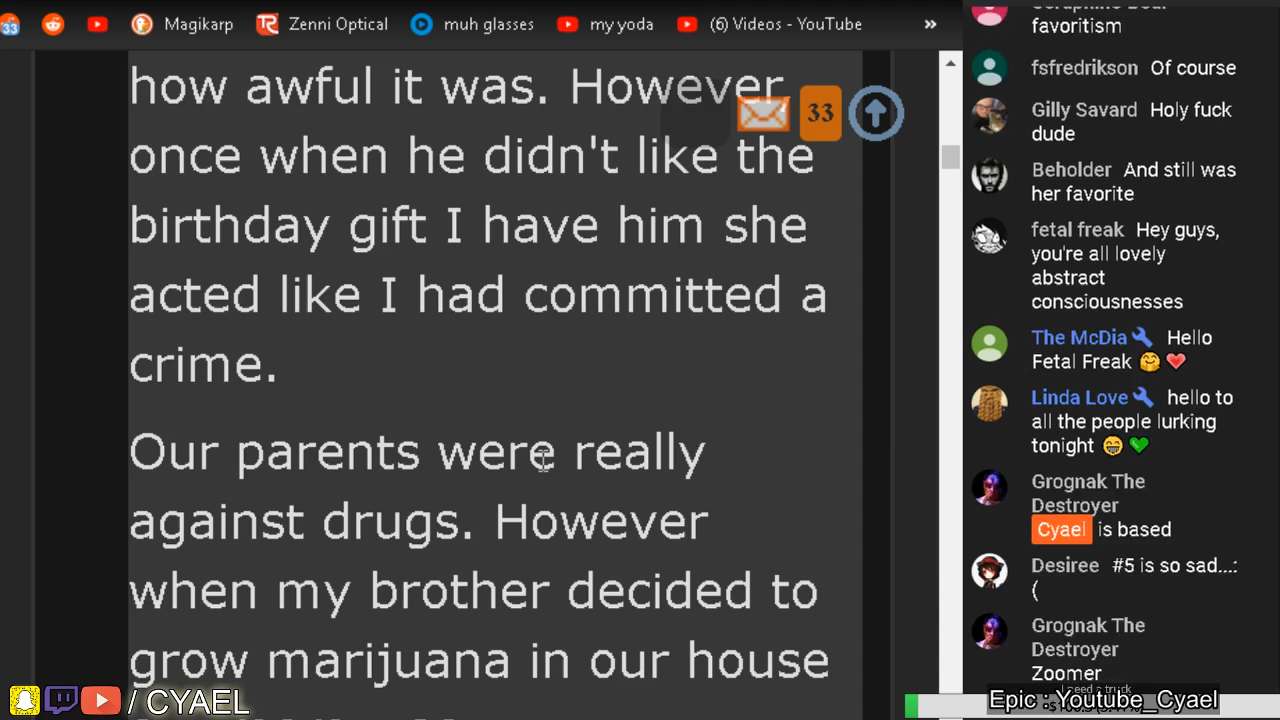 33
Magikarp
Zenni Optical
muh glasses
my yoda
(6) Videos - YouTube
»
how awful it was. However
33
once when he didn't like the
birthday gift I have him she
acted like I had committed a
crime.
Our parents were really
against drugs. However
when my brother decided to
grow marijuana in our house
/ CYAEL
favoritism
fsfredrikson Of course
Gilly Savard Holy fuck
dude
Beholder And still was
her favorite
fetal freak Hey guys,
you're all lovely
abstract
consciousnesses
The McDia Hello
Fetal Freak 🤗 ❤️
Linda Love hello to
all the people lurking
tonight 😁 💚
Grognak The
Destroyer
Cyael is based
Desiree #5 is so sad...:
(
Grognak The
Destroyer
Zoomer
I need a truck
Epic : Youtube_Cyael